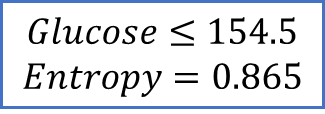 Glucose ≤ 154.5
Entropy = 0.865